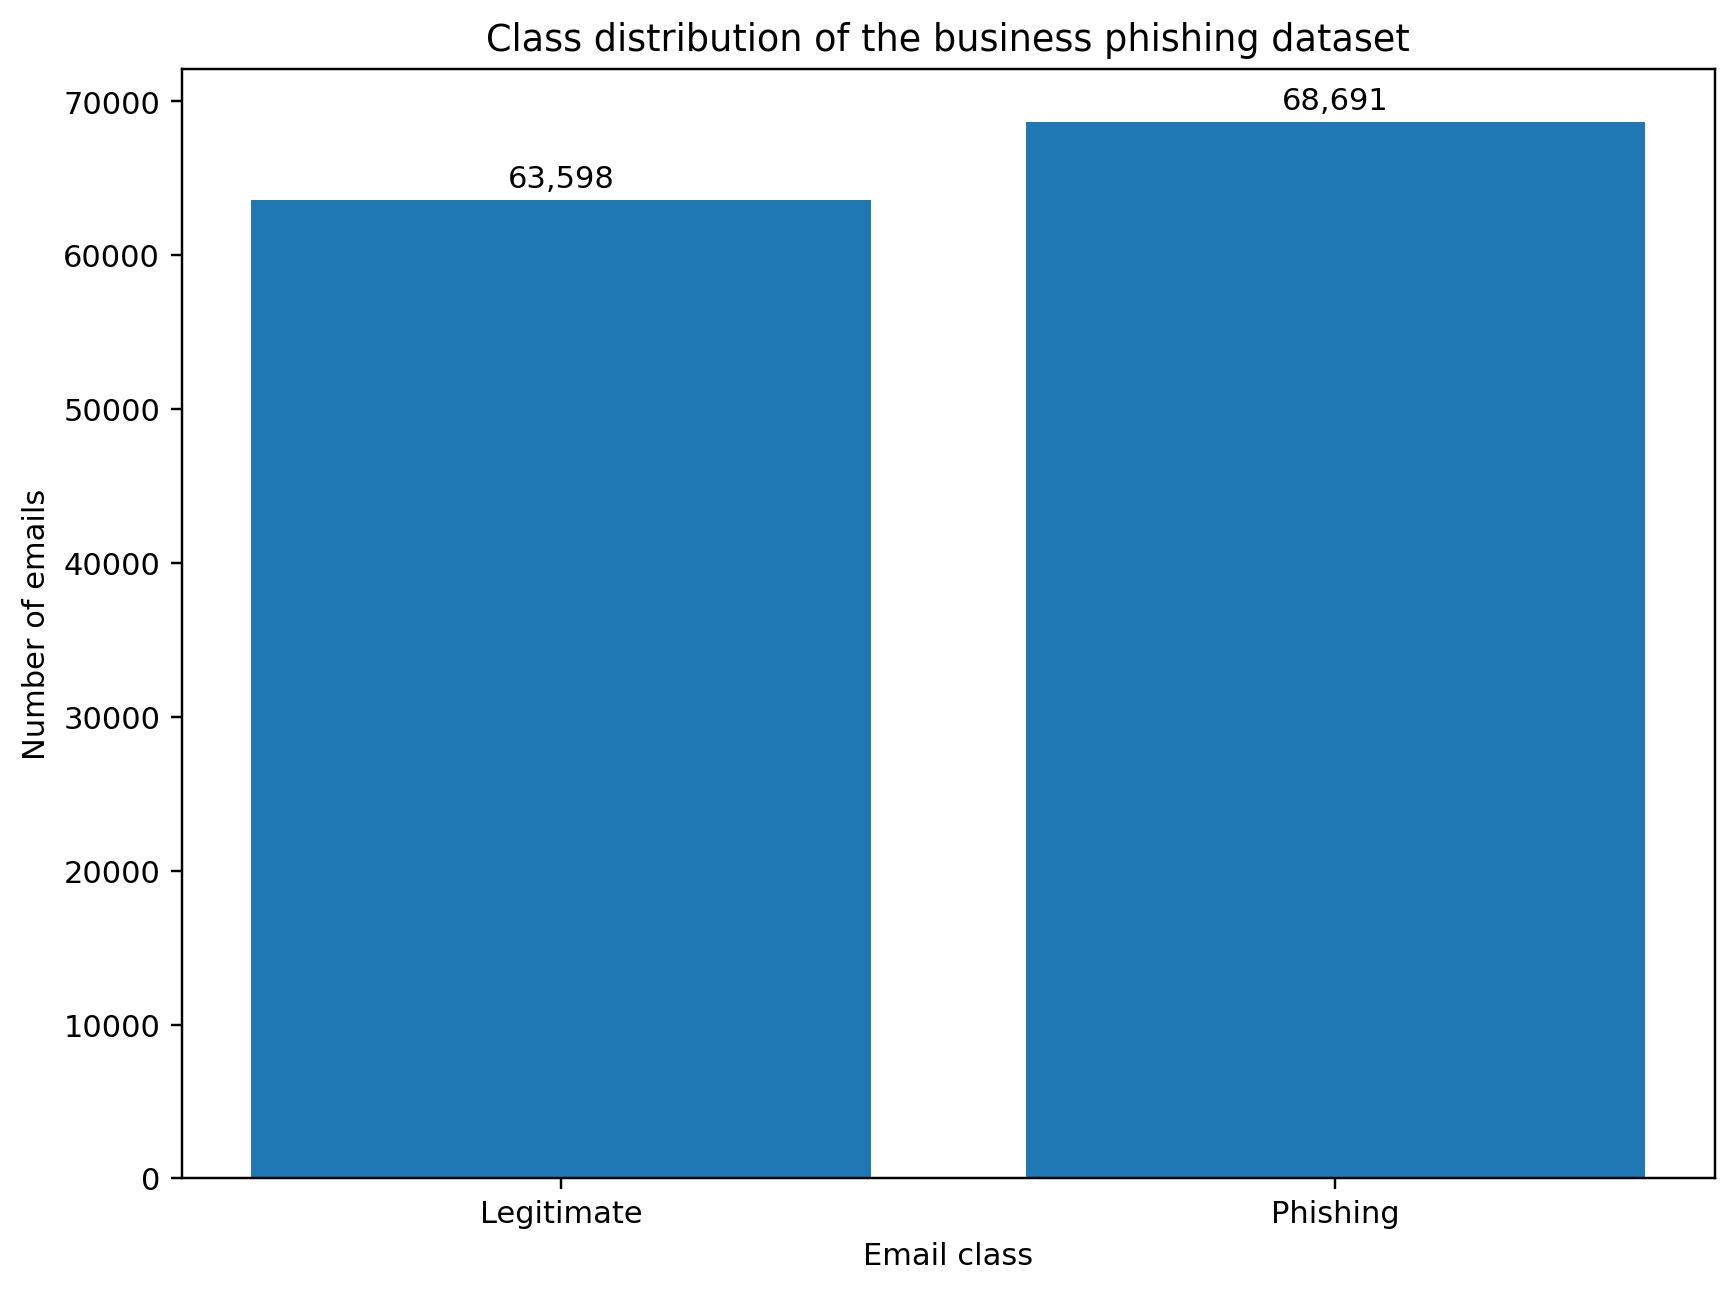 Class distribution of the business phishing dataset
70000
60000
50000
40000
30000
20000
10000
0
Number of emails
63,598
68,691
Legitimate
Phishing
Email class